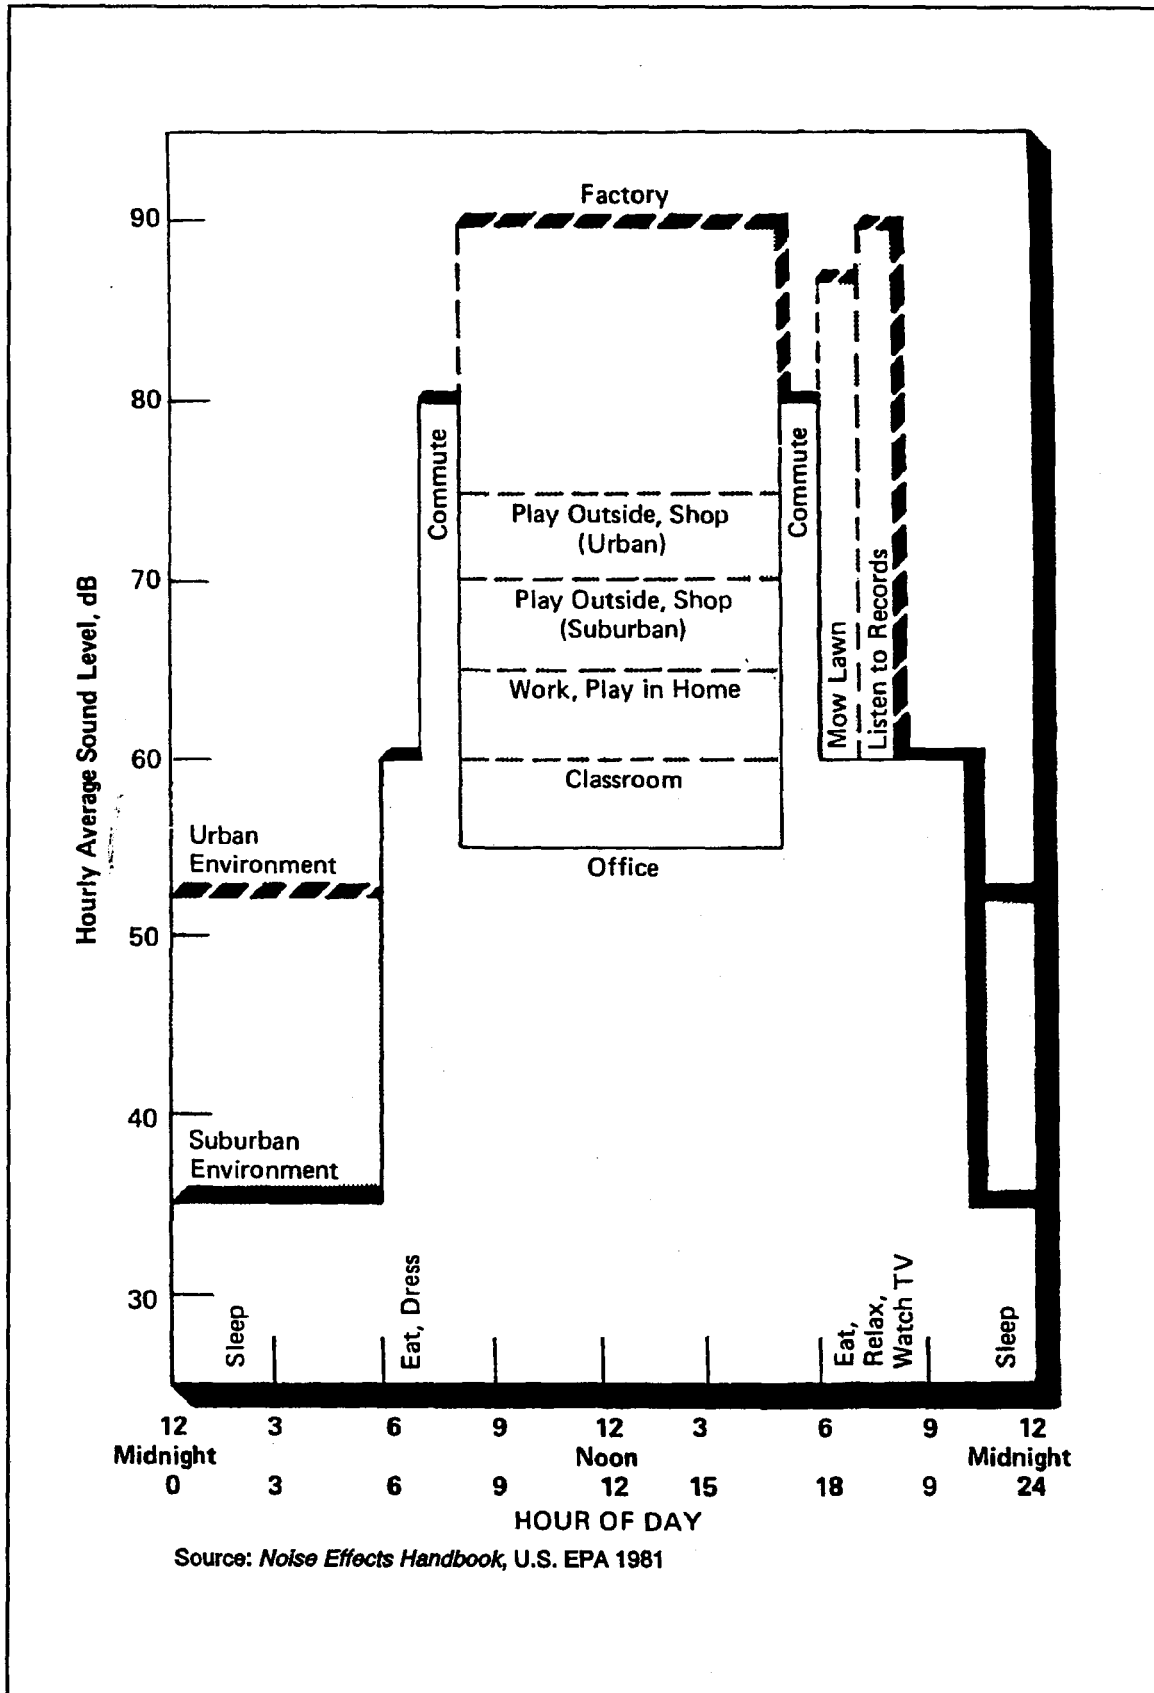 Factory
90
80
Commute
Play Outside, Shop
(Urban)
Commute
70
Play Outside, Shop
(Suburban)
Work, Play in Home
Mow Lawn
Listen to Records
60
Classroom
Office
Hourly Average Sound Level, dB
Urban
Environment
50
40
Suburban
Environment
30
Sleep
Eat, Dress
Eat,
Relax,
Watch TV
Sleep
12 3 6 9 12 3 6 9 12
Midnight Noon Midnight
0 3 6 9 12 15 18 9 24
HOUR OF DAY
Source: Noise Effects Handbook, U.S. EPA 1981